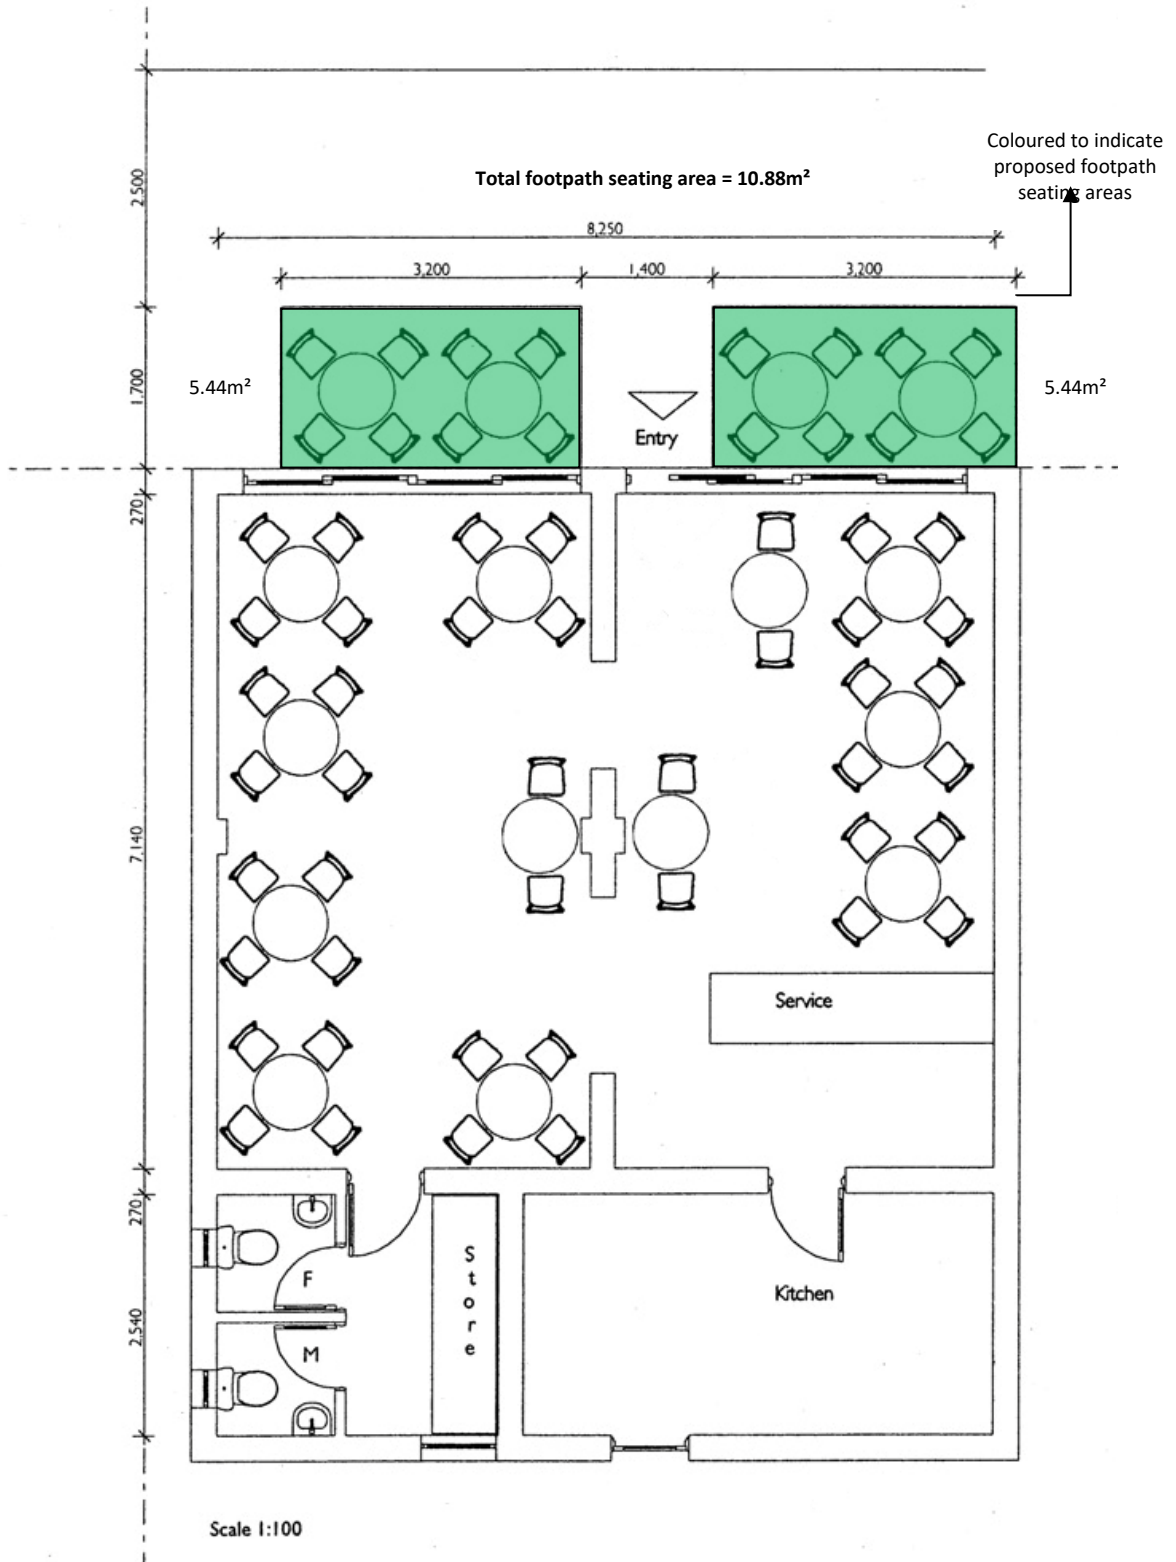 Coloured to indicate
proposed footpath
seating areas
Total footpath seating area = 10.88m²
2.500
8,250
3,200
1,400
3,200
5.44m²
1,700
Entry
5.44m²
270
7.140
Service
270
Store
F
Kitchen
2.540
M
Scale 1:100